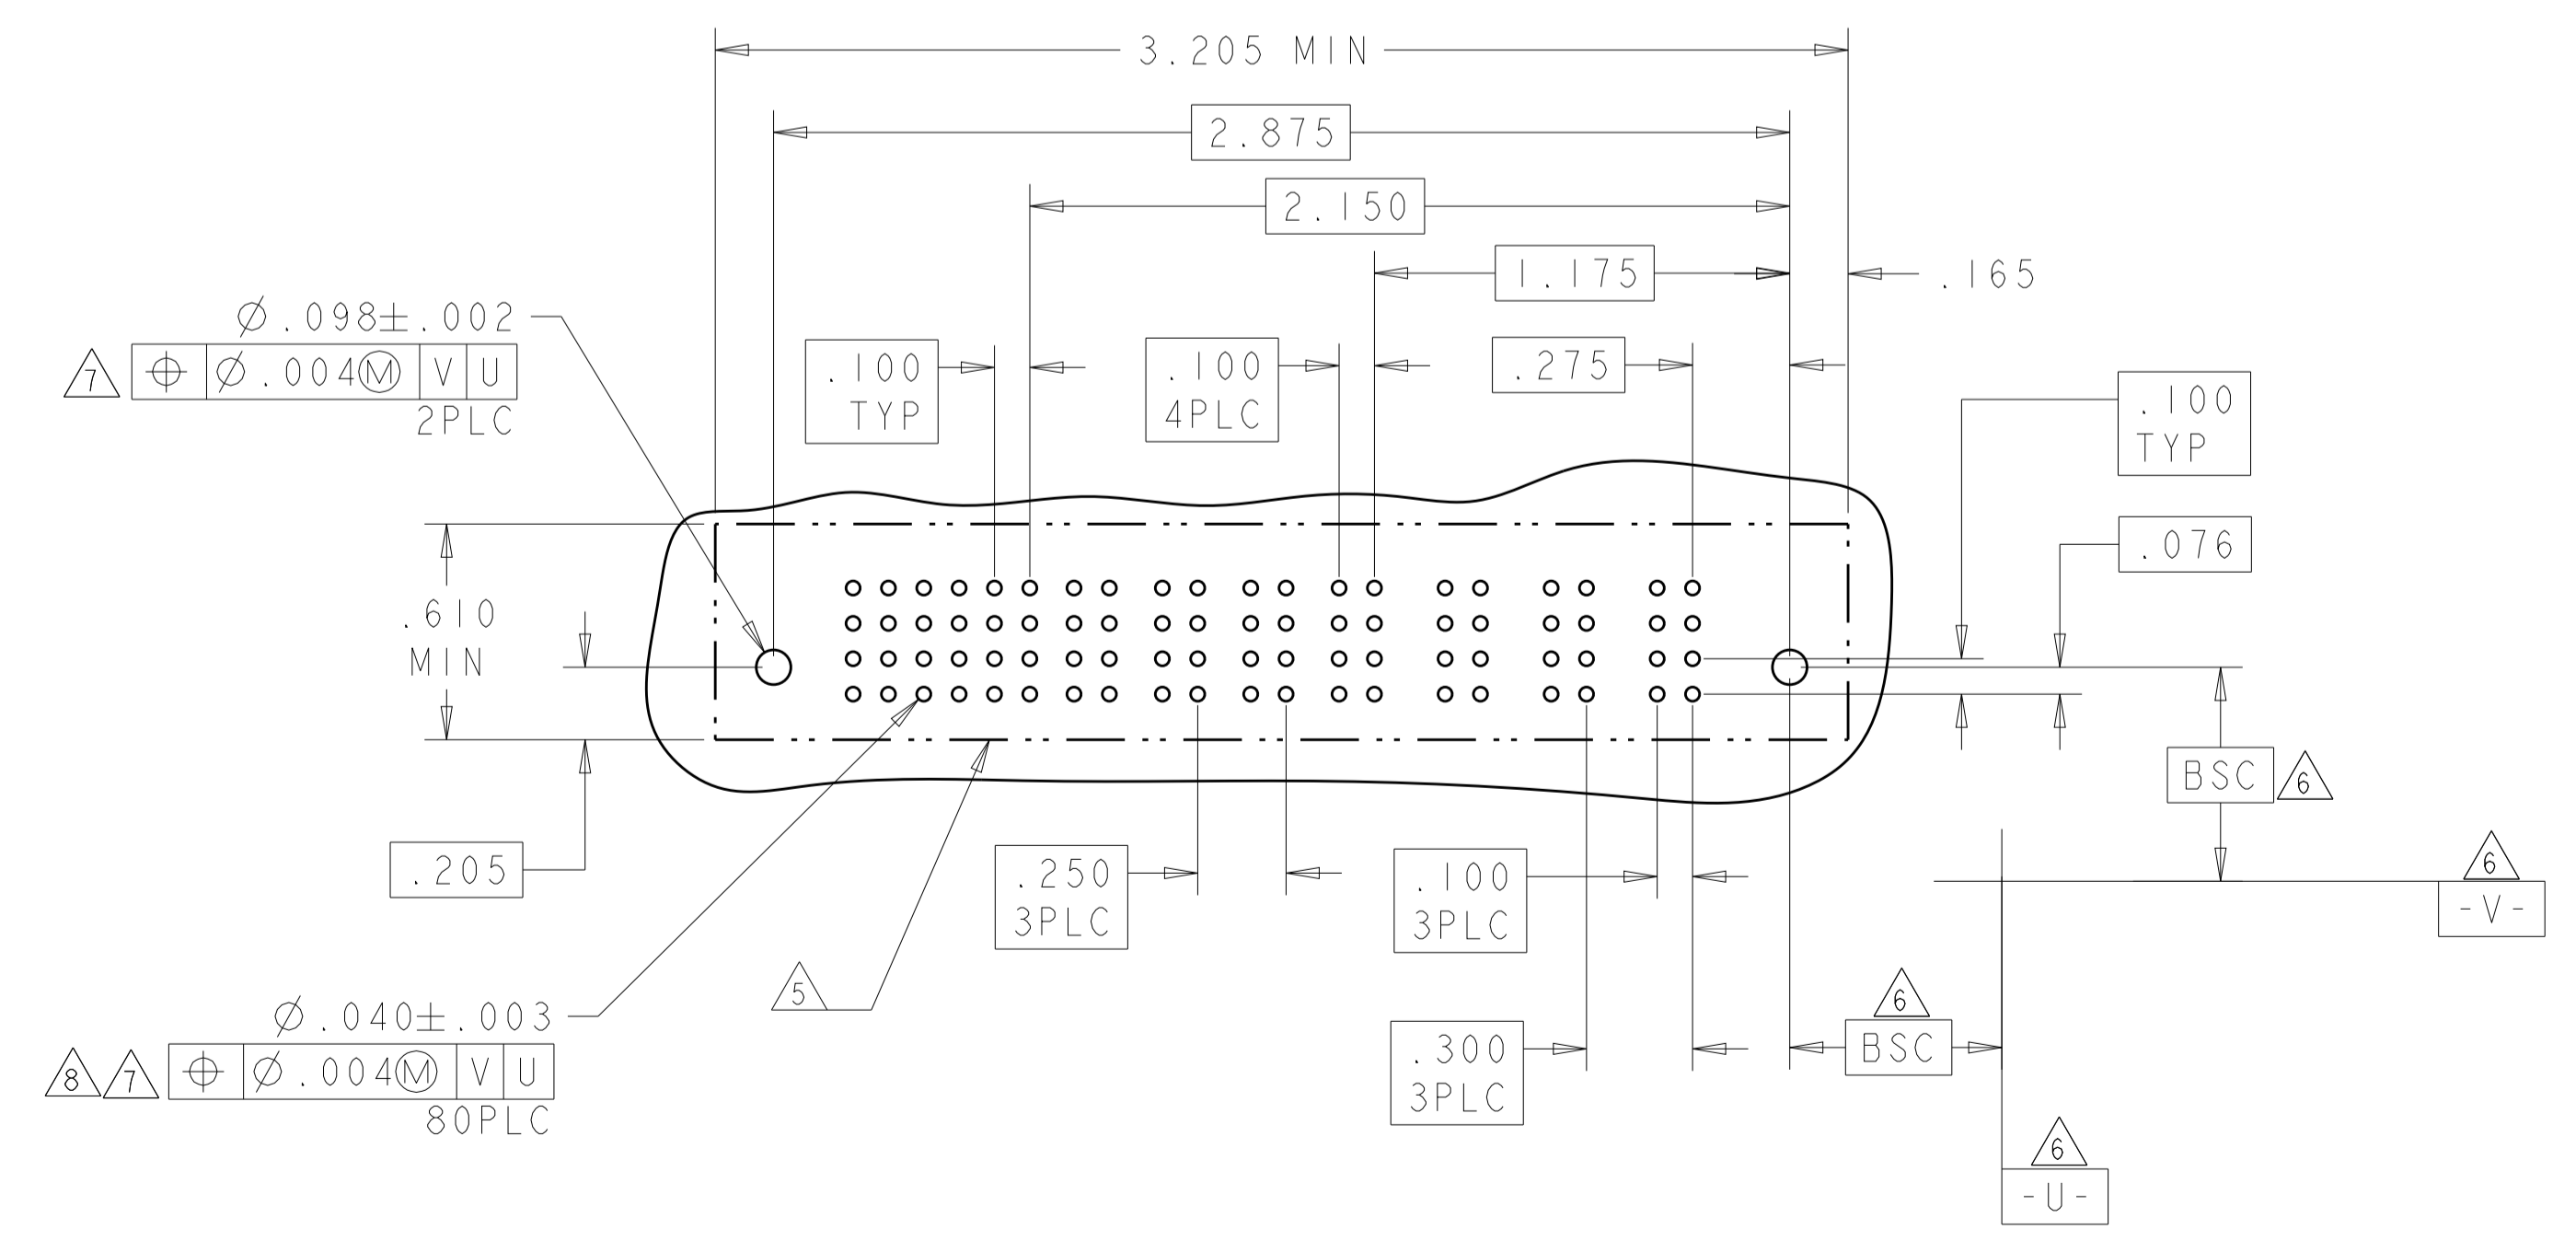 3.205 MIN
2.875
2.150
1.175
.165
Ø.098±.002
7
⌖ Ø.004Ⓜ V U
2PLC
.100
TYP
.100
4PLC
.275
.100
TYP
.076
.610
MIN
.205
BSC 6
6
-V-
.250
3PLC
.100
3PLC
5
6
BSC
.300
3PLC
Ø.040±.003
8 7
⌖ Ø.004Ⓜ V U
80PLC
6
-U-